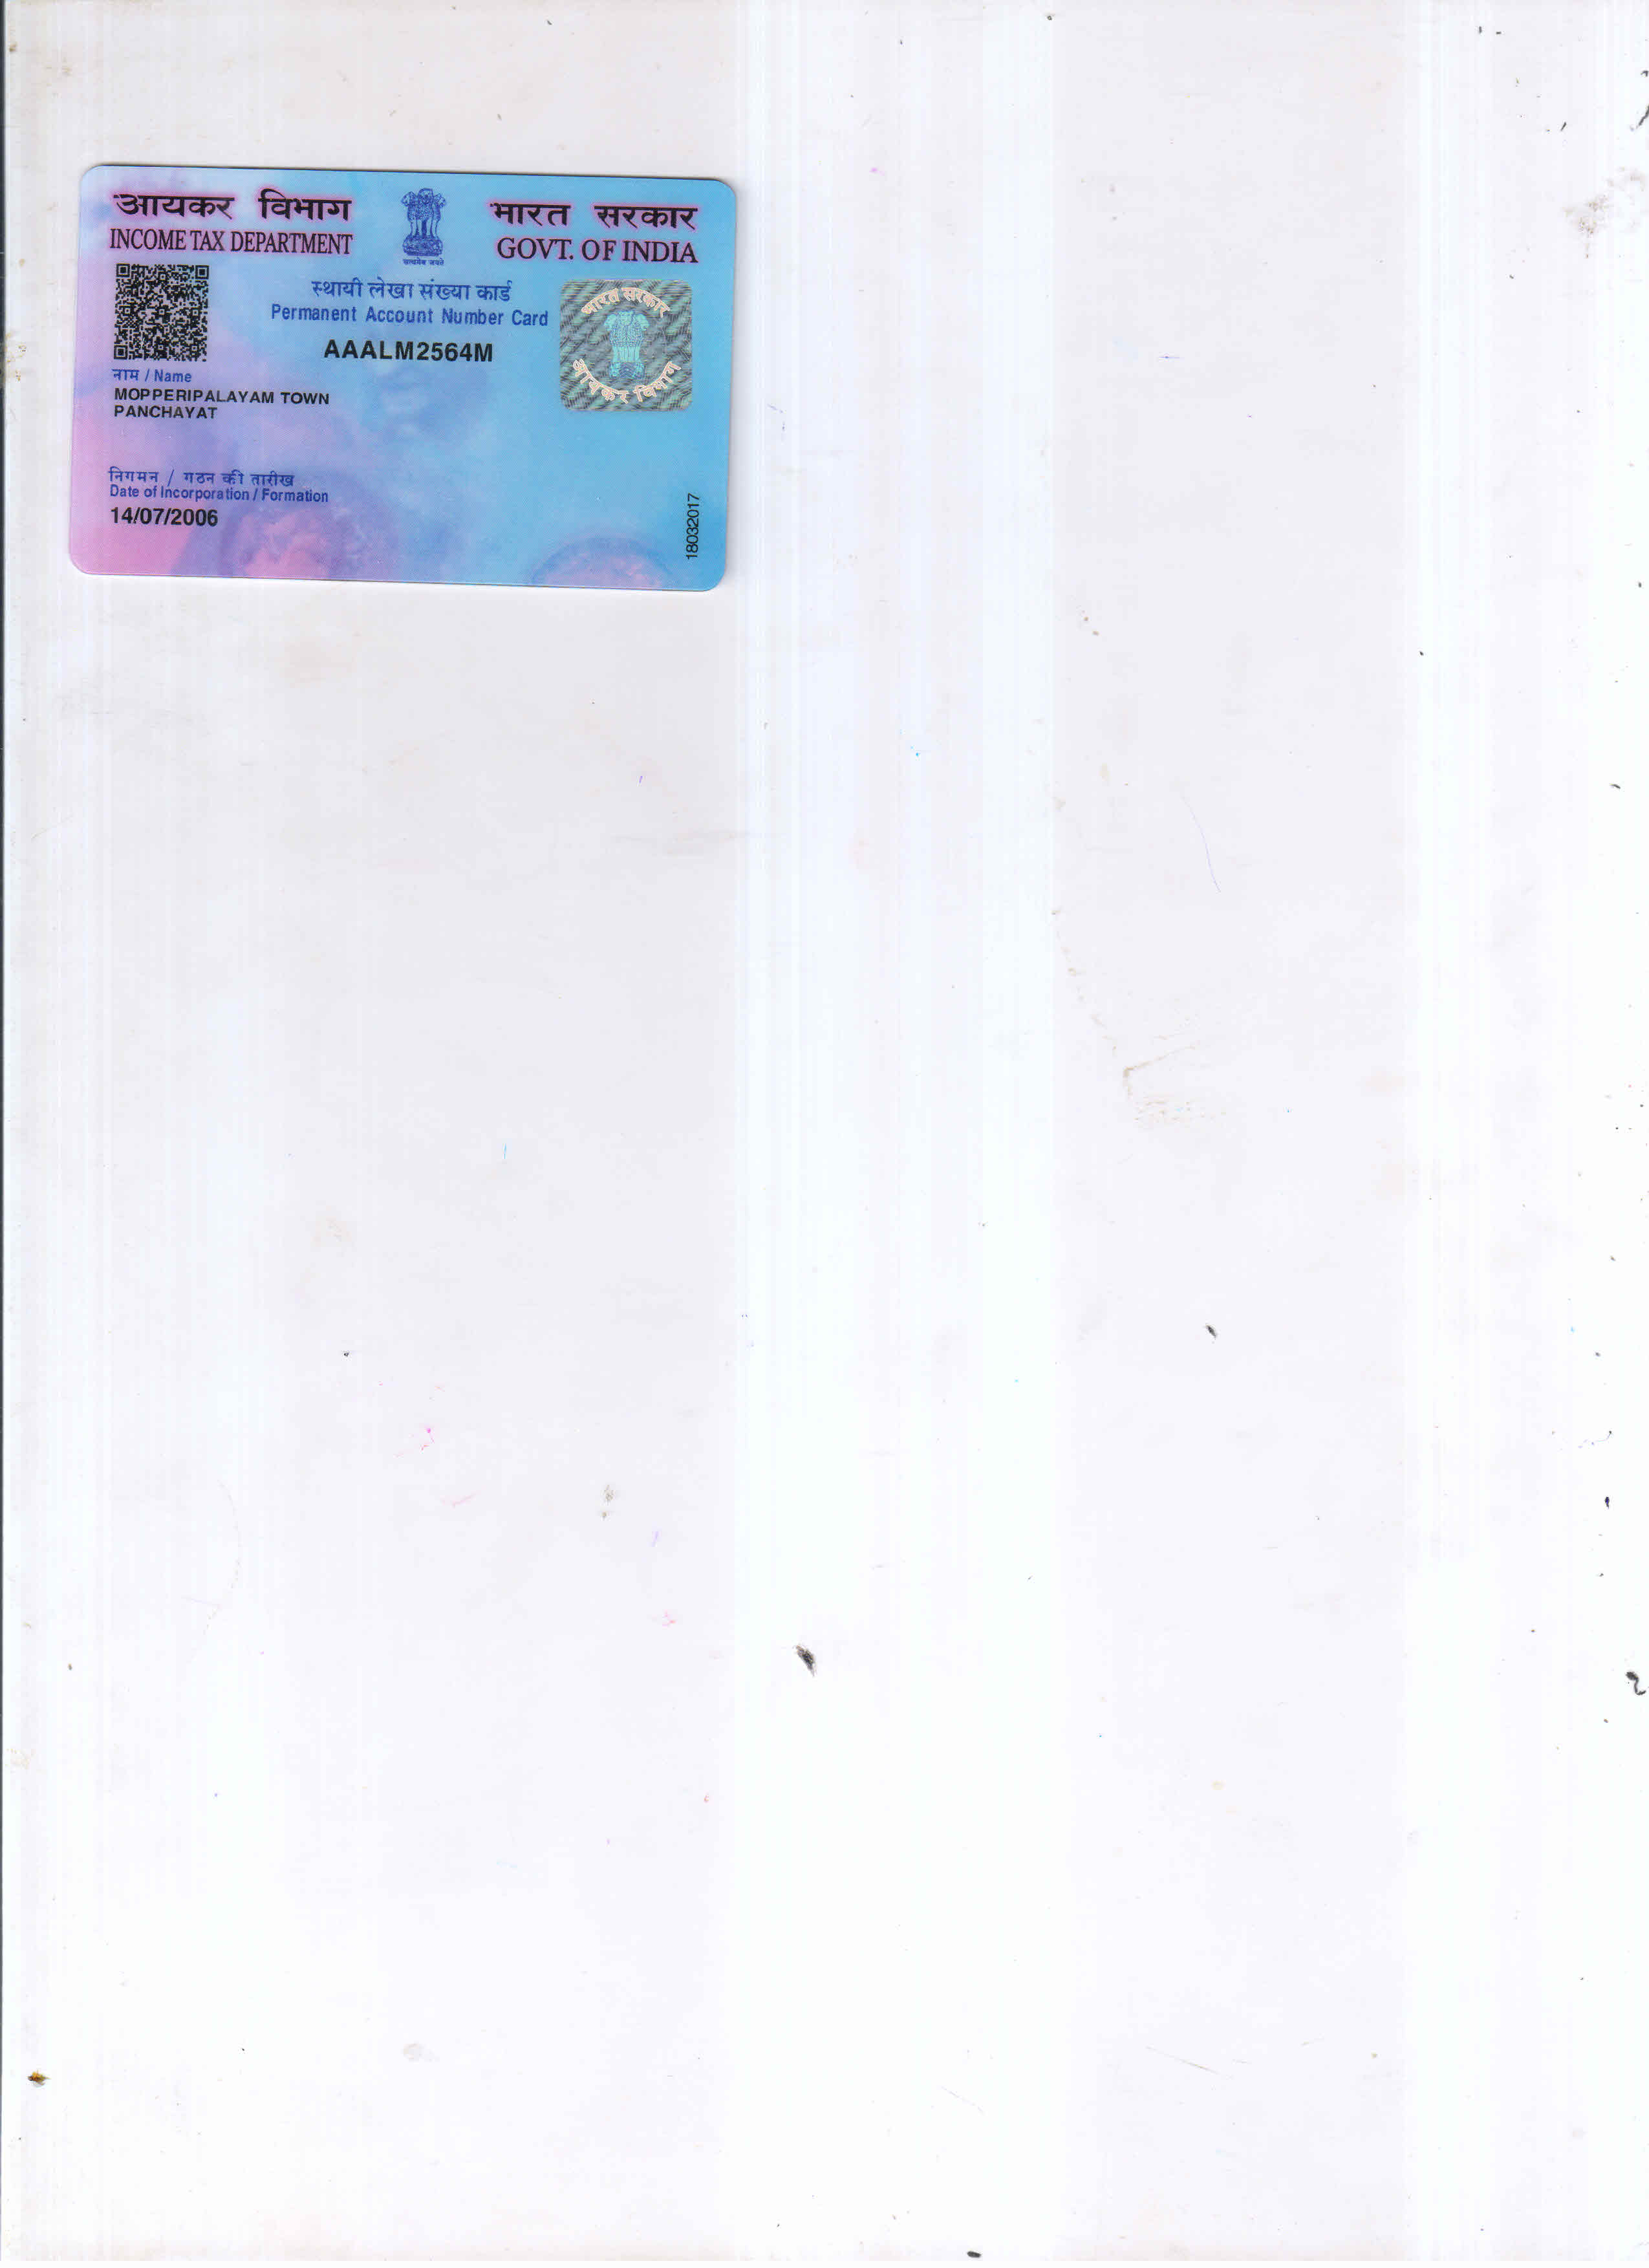 आयकर विभाग
INCOME TAX DEPARTMENT
सत्यमेव जयते
भारत सरकार
GOVT. OF INDIA
स्थायी लेखा संख्या कार्ड
Permanent Account Number Card
AAALM2564M
भारत सरकार
आयकर विभाग
नाम / Name
MOPPERIPALAYAM TOWN
PANCHAYAT
निगमन / गठन की तारीख
Date of Incorporation / Formation
14/07/2006
18032017